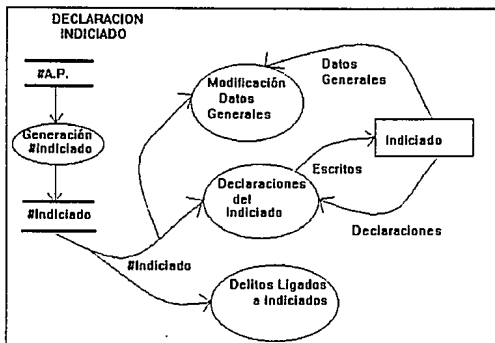 DECLARACION
INDICIADO
#A.P.
Generación
#Indiciado
#Indiciado
Modificación
Datos
Generales
Datos
Generales
Indiciado
Escritos
Declaraciones
del
Indiciado
Declaraciones
#Indiciado
Delitos Ligados
a Indiciados